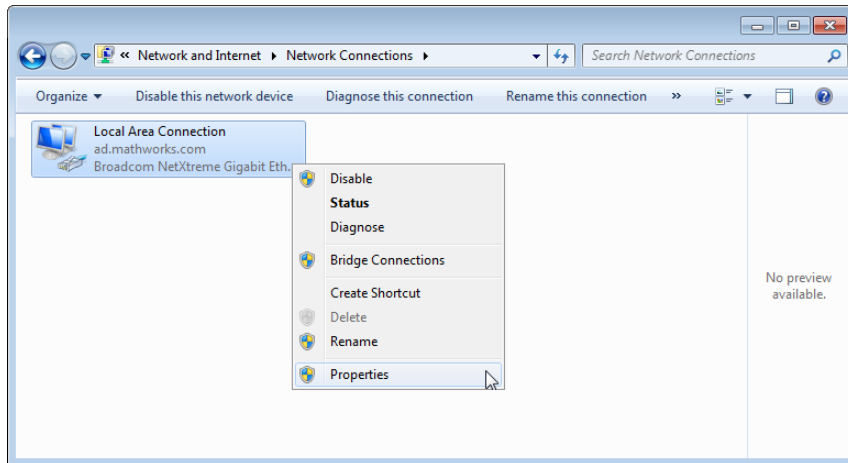 « Network and Internet ▸ Network Connections ▸
Search Network Connections
Organize ▾ Disable this network device Diagnose this connection Rename this connection »
Local Area Connection
ad.mathworks.com
Broadcom NetXtreme Gigabit Eth...
Disable
Status
Diagnose
Bridge Connections
Create Shortcut
Delete
Rename
Properties
No preview
available.